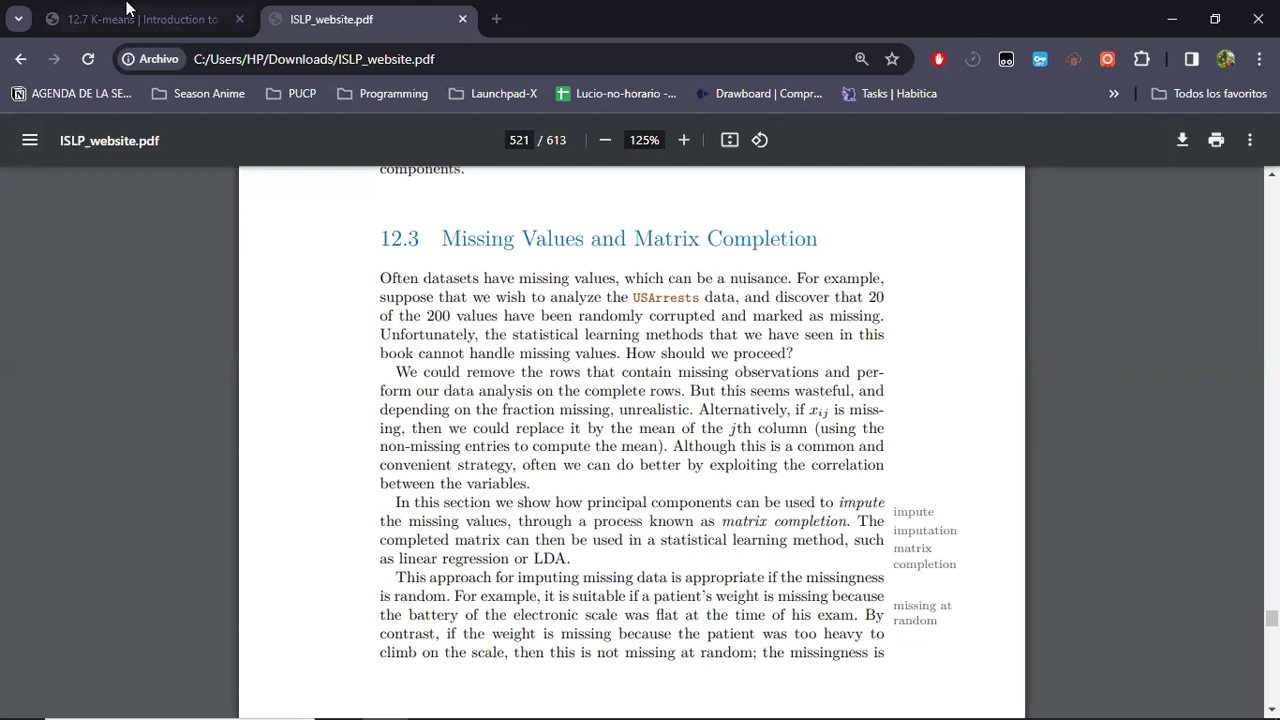 12.7 K-means | Introduction to
ISLP_website.pdf
Archivo
C:/Users/HP/Downloads/ISLP_website.pdf
AGENDA DE LA SE...
Season Anime
PUCP
Programming
Launchpad-X
Lucio-no-horario -...
Drawboard | Compr...
Tasks | Habitica
Todos los favoritos
ISLP_website.pdf
521 / 613
125%
components.
12.3 Missing Values and Matrix Completion
Often datasets have missing values, which can be a nuisance. For example,
suppose that we wish to analyze the USArrests data, and discover that 20
of the 200 values have been randomly corrupted and marked as missing.
Unfortunately, the statistical learning methods that we have seen in this
book cannot handle missing values. How should we proceed?
We could remove the rows that contain missing observations and per-
form our data analysis on the complete rows. But this seems wasteful, and
depending on the fraction missing, unrealistic. Alternatively, if xij is miss-
ing, then we could replace it by the mean of the jth column (using the
non-missing entries to compute the mean). Although this is a common and
convenient strategy, often we can do better by exploiting the correlation
between the variables.
In this section we show how principal components can be used to impute
the missing values, through a process known as matrix completion. The
completed matrix can then be used in a statistical learning method, such
as linear regression or LDA.
This approach for imputing missing data is appropriate if the missingness
is random. For example, it is suitable if a patient's weight is missing because
the battery of the electronic scale was flat at the time of his exam. By
contrast, if the weight is missing because the patient was too heavy to
climb on the scale, then this is not missing at random; the missingness is
impute
imputation
matrix
completion
missing at
random